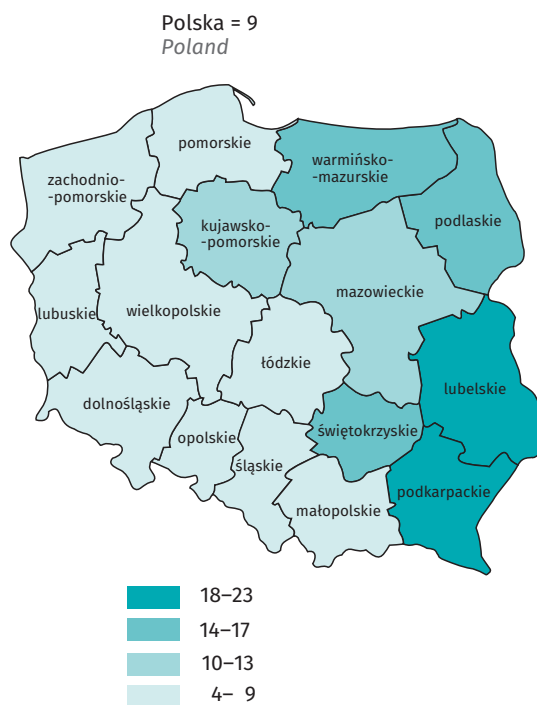 Polska = 9
Poland
pomorskie
warmińsko-
-mazurskie
zachodnio-
-pomorskie
podlaskie
kujawsko-
-pomorskie
mazowieckie
lubuskie
wielkopolskie
łódzkie
lubelskie
dolnośląskie
świętokrzyskie
opolskie
śląskie
podkarpackie
małopolskie
18–23
14–17
10–13
4– 9